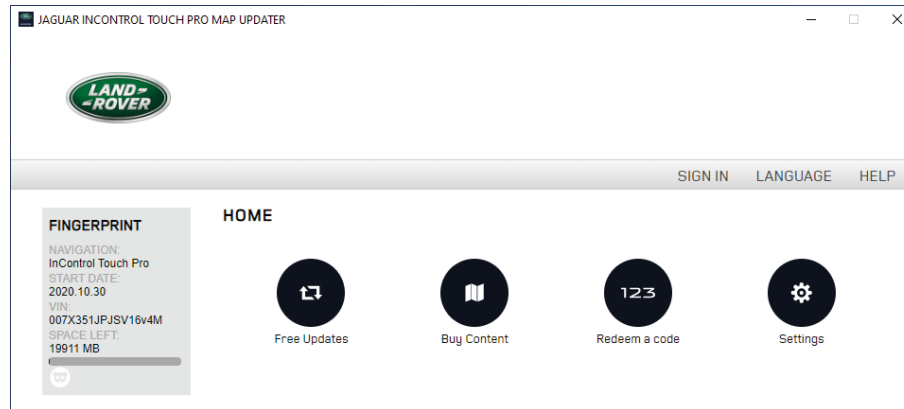 JAGUAR INCONTROL TOUCH PRO MAP UPDATER
LAND-
-ROVER
SIGN IN LANGUAGE HELP
FINGERPRINT
NAVIGATION:
InControl Touch Pro
START DATE:
2020.10.30
VIN:
007X351JPJSV16v4M
SPACE LEFT:
19911 MB
HOME
123
Free Updates Buy Content Redeem a code Settings